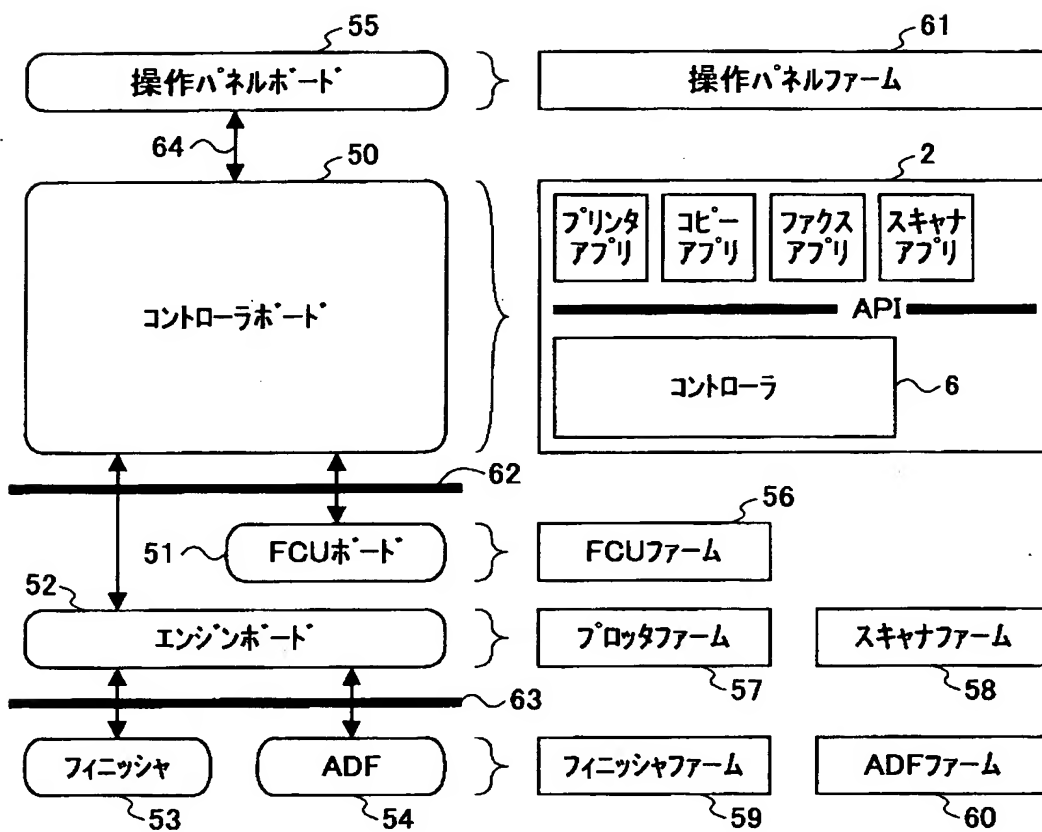 55
61
操作パネルボード
操作パネルファーム
64
50
2
プリンタ
アプリ
コピー
アプリ
ファクス
アプリ
スキャナ
アプリ
コントローラボード
API
コントローラ
6
62
56
51
FCUボード
FCUファーム
52
エンジンボード
プロッタファーム
スキャナファーム
57
58
63
フィニッシャ
ADF
フィニッシャファーム
ADFファーム
53
54
59
60